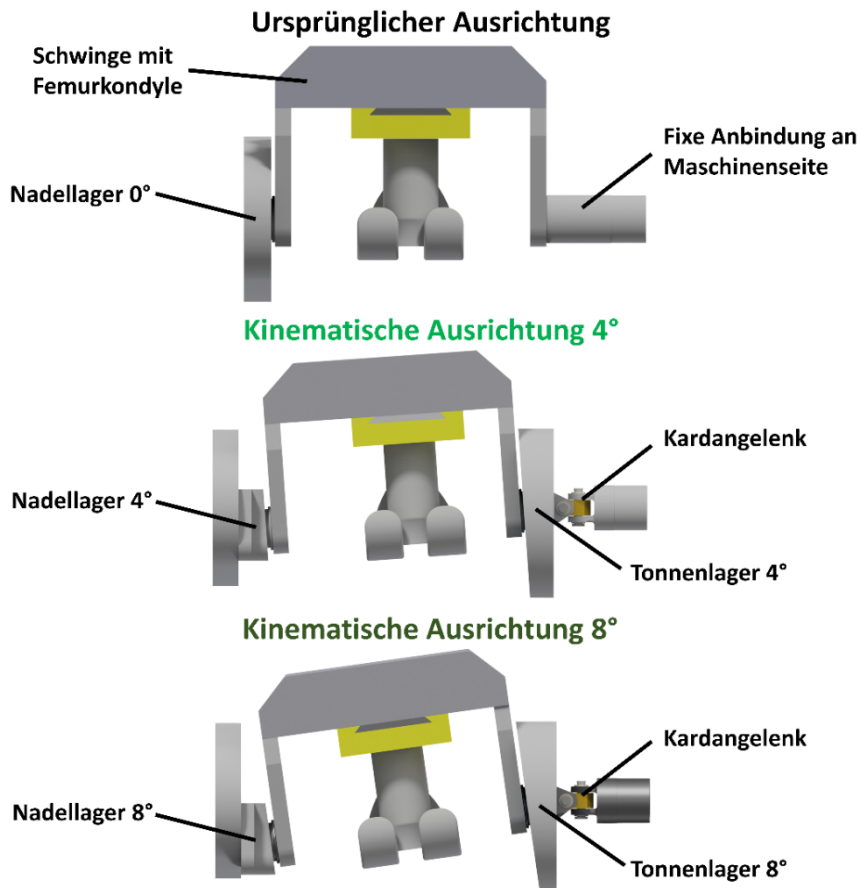 Ursprünglicher Ausrichtung
Schwinge mit
Femurkondyle
Fixe Anbindung an
Maschinenseite
Nadellager 0°
Kinematische Ausrichtung 4°
Kardangelenk
Nadellager 4°
Tonnenlager 4°
Kinematische Ausrichtung 8°
Kardangelenk
Nadellager 8°
Tonnenlager 8°